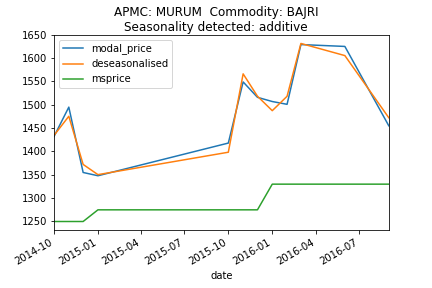 APMC: MURUM  Commodity: BAJRI
Seasonality detected: additive
modal_price
deseasonalised
msprice
1650
1600
1550
1500
1450
1400
1350
1300
1250
2014-10
2015-01
2015-04
2015-07
2015-10
2016-01
2016-04
2016-07
date